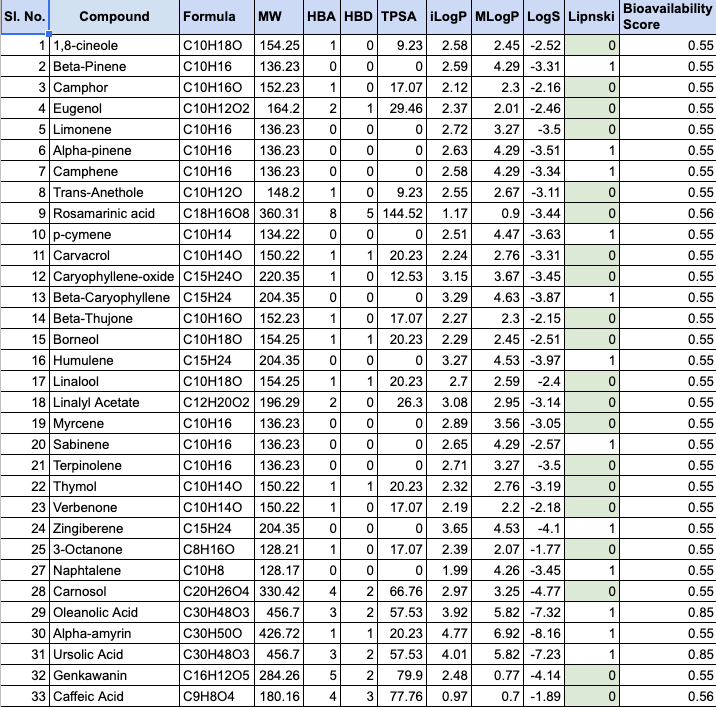 Sl. No. Compound Formula MW HBA HBD TPSA iLogP MLogP LogS Lipnski Bioavailability Score
1 1,8-cineole C10H18O 154.25 1 0 9.23 2.58 2.45 -2.52 0 0.55
2 Beta-Pinene C10H16 136.23 0 0 0 2.59 4.29 -3.31 1 0.55
3 Camphor C10H16O 152.23 1 0 17.07 2.12 2.3 -2.16 0 0.55
4 Eugenol C10H12O2 164.2 2 1 29.46 2.37 2.01 -2.46 0 0.55
5 Limonene C10H16 136.23 0 0 0 2.72 3.27 -3.5 0 0.55
6 Alpha-pinene C10H16 136.23 0 0 0 2.63 4.29 -3.51 1 0.55
7 Camphene C10H16 136.23 0 0 0 2.58 4.29 -3.34 1 0.55
8 Trans-Anethole C10H12O 148.2 1 0 9.23 2.55 2.67 -3.11 0 0.55
9 Rosamarinic acid C18H16O8 360.31 8 5 144.52 1.17 0.9 -3.44 0 0.56
10 p-cymene C10H14 134.22 0 0 0 2.51 4.47 -3.63 1 0.55
11 Carvacrol C10H14O 150.22 1 1 20.23 2.24 2.76 -3.31 0 0.55
12 Caryophyllene-oxide C15H24O 220.35 1 0 12.53 3.15 3.67 -3.45 0 0.55
13 Beta-Caryophyllene C15H24 204.35 0 0 0 3.29 4.63 -3.87 1 0.55
14 Beta-Thujone C10H16O 152.23 1 0 17.07 2.27 2.3 -2.15 0 0.55
15 Borneol C10H18O 154.25 1 1 20.23 2.29 2.45 -2.51 0 0.55
16 Humulene C15H24 204.35 0 0 0 3.27 4.53 -3.97 1 0.55
17 Linalool C10H18O 154.25 1 1 20.23 2.7 2.59 -2.4 0 0.55
18 Linalyl Acetate C12H20O2 196.29 2 0 26.3 3.08 2.95 -3.14 0 0.55
19 Myrcene C10H16 136.23 0 0 0 2.89 3.56 -3.05 0 0.55
20 Sabinene C10H16 136.23 0 0 0 2.65 4.29 -2.57 1 0.55
21 Terpinolene C10H16 136.23 0 0 0 2.71 3.27 -3.5 0 0.55
22 Thymol C10H14O 150.22 1 1 20.23 2.32 2.76 -3.19 0 0.55
23 Verbenone C10H14O 150.22 1 0 17.07 2.19 2.2 -2.18 0 0.55
24 Zingiberene C15H24 204.35 0 0 0 3.65 4.53 -4.1 1 0.55
25 3-Octanone C8H16O 128.21 1 0 17.07 2.39 2.07 -1.77 0 0.55
27 Naphtalene C10H8 128.17 0 0 0 1.99 4.26 -3.45 1 0.55
28 Carnosol C20H26O4 330.42 4 2 66.76 2.97 3.25 -4.77 0 0.55
29 Oleanolic Acid C30H48O3 456.7 3 2 57.53 3.92 5.82 -7.32 1 0.85
30 Alpha-amyrin C30H50O 426.72 1 1 20.23 4.77 6.92 -8.16 1 0.55
31 Ursolic Acid C30H48O3 456.7 3 2 57.53 4.01 5.82 -7.23 1 0.85
32 Genkawanin C16H12O5 284.26 5 2 79.9 2.48 0.77 -4.14 0 0.55
33 Caffeic Acid C9H8O4 180.16 4 3 77.76 0.97 0.7 -1.89 0 0.56